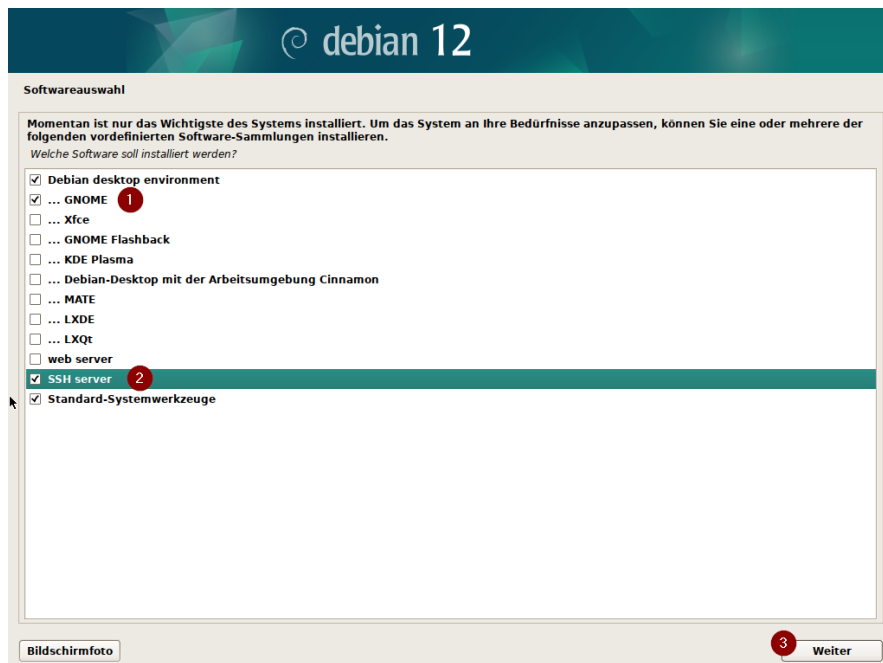 debian 12
Softwareauswahl
Momentan ist nur das Wichtigste des Systems installiert. Um das System an Ihre Bedürfnisse anzupassen, können Sie eine oder mehrere der
folgenden vordefinierten Software-Sammlungen installieren.
Welche Software soll installiert werden?
Debian desktop environment
... GNOME 1
... Xfce
... GNOME Flashback
... KDE Plasma
... Debian-Desktop mit der Arbeitsumgebung Cinnamon
... MATE
... LXDE
... LXQt
web server
SSH server 2
Standard-Systemwerkzeuge
Bildschirmfoto 3 Weiter